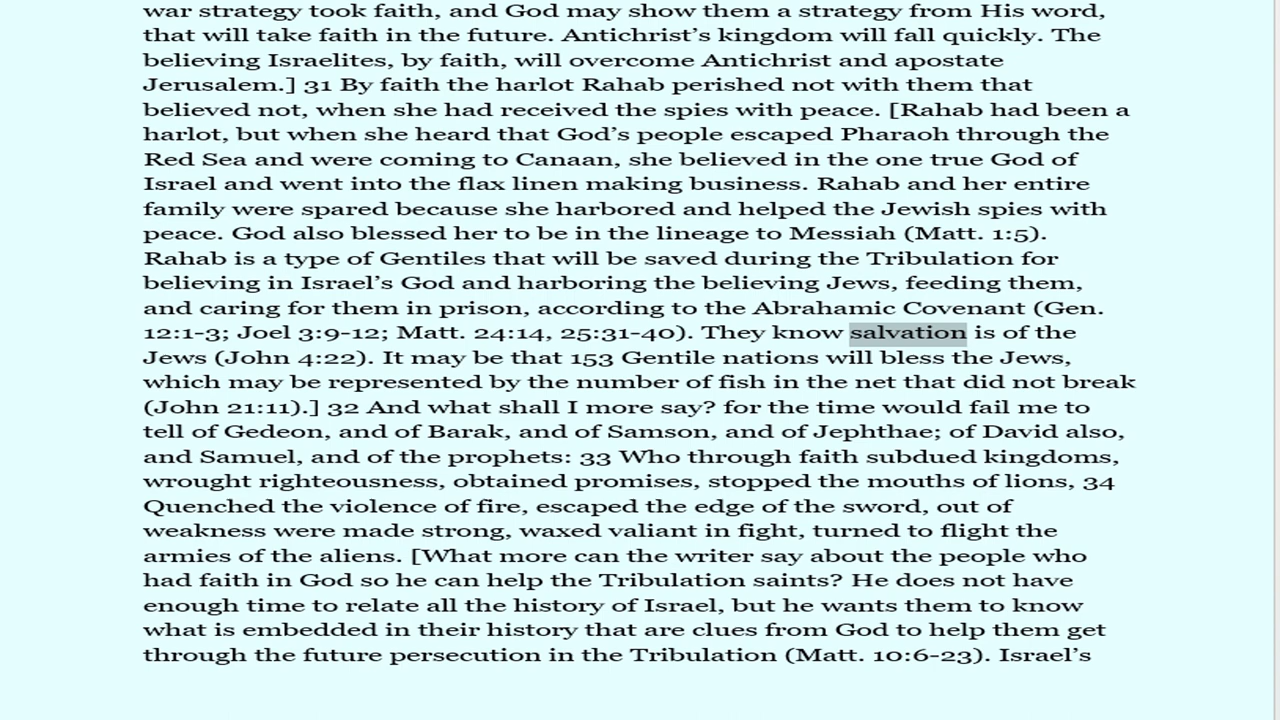 war strategy took faith, and God may show them a strategy from His word,
that will take faith in the future. Antichrist’s kingdom will fall quickly. The
believing Israelites, by faith, will overcome Antichrist and apostate
Jerusalem.] 31 By faith the harlot Rahab perished not with them that
believed not, when she had received the spies with peace. [Rahab had been a
harlot, but when she heard that God’s people escaped Pharaoh through the
Red Sea and were coming to Canaan, she believed in the one true God of
Israel and went into the flax linen making business. Rahab and her entire
family were spared because she harbored and helped the Jewish spies with
peace. God also blessed her to be in the lineage to Messiah (Matt. 1:5).
Rahab is a type of Gentiles that will be saved during the Tribulation for
believing in Israel’s God and harboring the believing Jews, feeding them,
and caring for them in prison, according to the Abrahamic Covenant (Gen.
12:1-3; Joel 3:9-12; Matt. 24:14, 25:31-40). They know salvation is of the
Jews (John 4:22). It may be that 153 Gentile nations will bless the Jews,
which may be represented by the number of fish in the net that did not break
(John 21:11).] 32 And what shall I more say? for the time would fail me to
tell of Gedeon, and of Barak, and of Samson, and of Jephthae; of David also,
and Samuel, and of the prophets: 33 Who through faith subdued kingdoms,
wrought righteousness, obtained promises, stopped the mouths of lions, 34
Quenched the violence of fire, escaped the edge of the sword, out of
weakness were made strong, waxed valiant in fight, turned to flight the
armies of the aliens. [What more can the writer say about the people who
had faith in God so he can help the Tribulation saints? He does not have
enough time to relate all the history of Israel, but he wants them to know
what is embedded in their history that are clues from God to help them get
through the future persecution in the Tribulation (Matt. 10:6-23). Israel’s